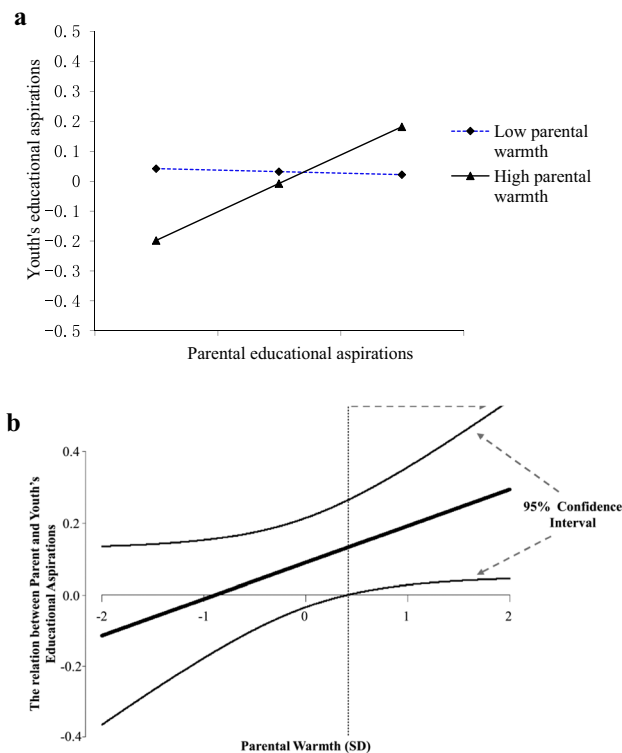 a
Youth's educational aspirations
0.5
0.4
0.3
0.2
0.1
0
-0.1
-0.2
-0.3
-0.4
-0.5
Parental educational aspirations
Low parental
warmth
High parental
warmth
b
The relation between Parent and Youth's
Educational Aspirations
0.4
0.2
0.0
-0.2
-0.4
-2
-1
0
1
2
95% Confidence
Interval
Parental Warmth (SD)